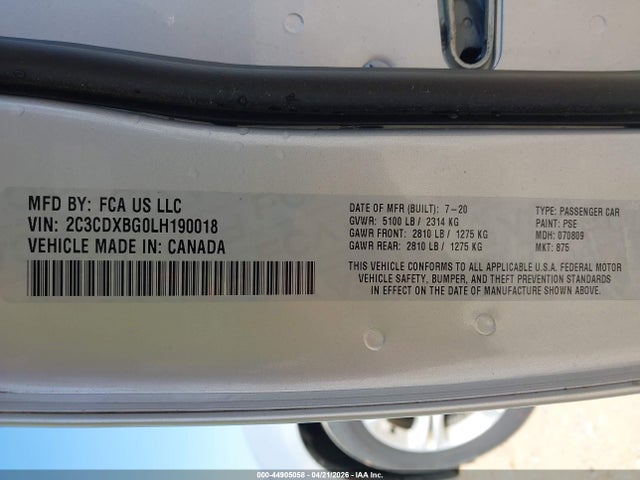 MFD BY: FCA US LLC
VIN: 2C3CDXBG0LH190018
VEHICLE MADE IN: CANADA
DATE OF MFR (BUILT): 7-20
GVWR: 5100 LB / 2314 KG
GAWR FRONT: 2810 LB / 1275 KG
GAWR REAR: 2810 LB / 1275 KG
TYPE: PASSENGER CAR
PAINT: PSE
MDH: 070809
MKT: 875
THIS VEHICLE CONFORMS TO ALL APPLICABLE U.S.A. FEDERAL MOTOR
VEHICLE SAFETY, BUMPER, AND THEFT PREVENTION STANDARDS
IN EFFECT ON THE DATE OF MANUFACTURE SHOWN ABOVE.
000-44905058 - 04/21/2026 - IAAI.COM